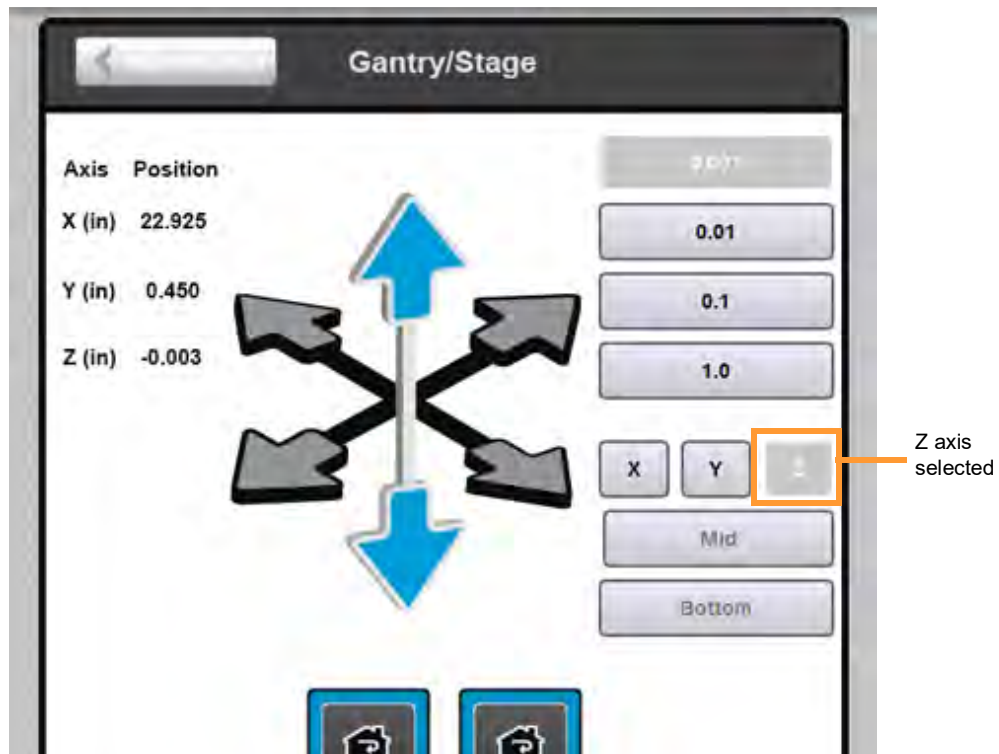 Gantry/Stage
Axis Position
X (in) 22.925
Y (in) 0.450
Z (in) -0.003
0.01
0.1
1.0
X Y
Mid
Bottom
Z axis
selected